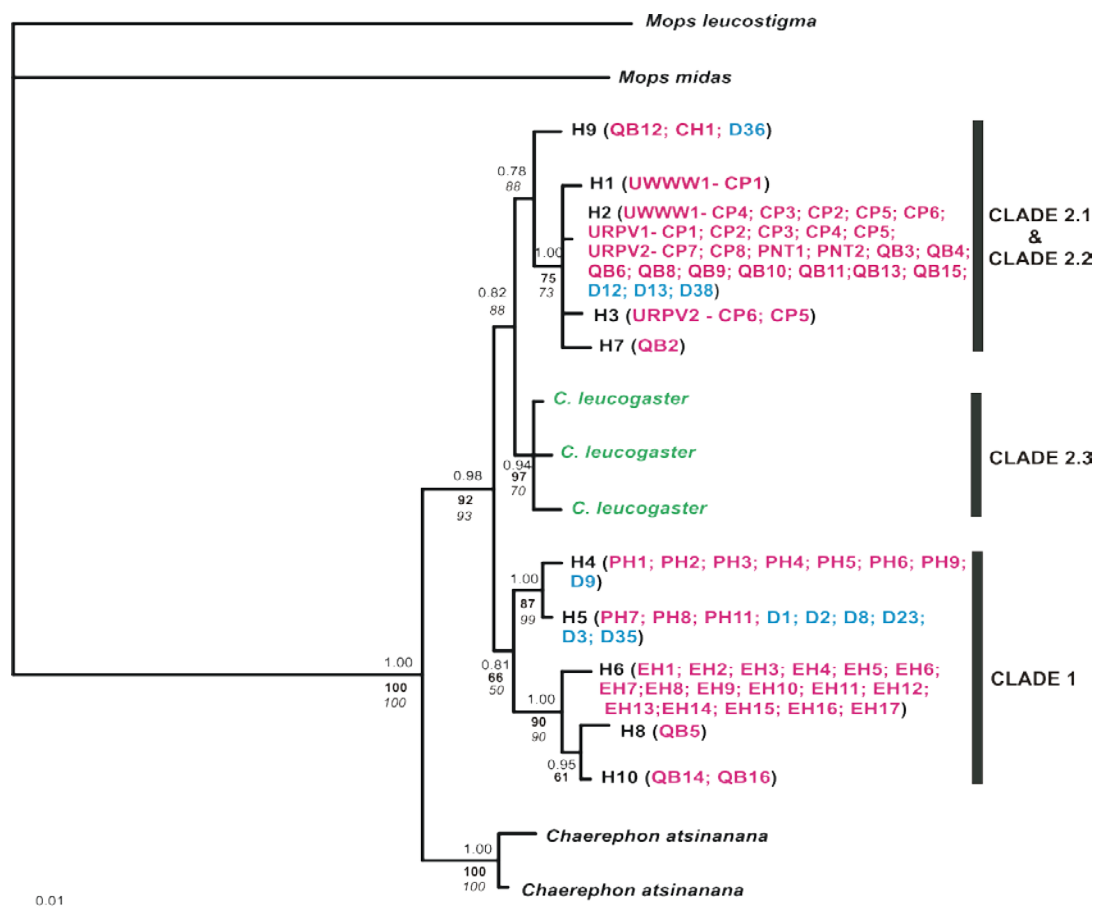 Mops leucostigma
Mops midas
H9 (QB12; CH1; D36)
0.78
88
H1 (UWWW1- CP1)
H2 (UWWW1- CP4; CP3; CP2; CP5; CP6;
URPV1- CP1; CP2; CP3; CP4; CP5;
URPV2- CP7; CP8; PNT1; PNT2; QB3; QB4;
QB6; QB8; QB9; QB10; QB11;QB13; QB15;
D12; D13; D38)
1.00
75
73
H3 (URPV2 - CP6; CP5)
H7 (QB2)
CLADE 2.1
&
CLADE 2.2
0.82
88
C. leucogaster
C. leucogaster
C. leucogaster
0.94
97
70
CLADE 2.3
0.98
92
93
H4 (PH1; PH2; PH3; PH4; PH5; PH6; PH9;
D9)
1.00
87
99
H5 (PH7; PH8; PH11; D1; D2; D8; D23;
D3; D35)
0.81
66
50
H6 (EH1; EH2; EH3; EH4; EH5; EH6;
EH7;EH8; EH9; EH10; EH11; EH12;
EH13;EH14; EH15; EH16; EH17)
1.00
90
90
H8 (QB5)
0.95
61
H10 (QB14; QB16)
CLADE 1
1.00
100
100
Chaerephon atsinanana
1.00
100
100
Chaerephon atsinanana
0.01